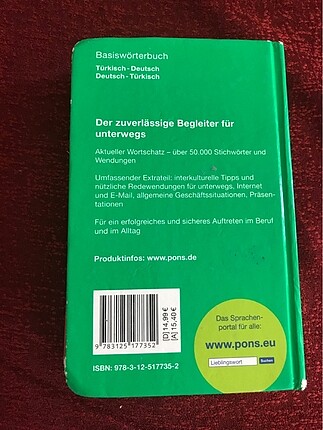 Basiswörterbuch
Türkisch - Deutsch
Deutsch - Türkisch
Der zuverlässige Begleiter für
unterwegs
Aktueller Wortschatz – über 50.000 Stichwörter und
Wendungen
Umfassender Extrateil: interkulturelle Tipps und
nützliche Redewendungen für unterwegs, Internet
und E-Mail, allgemeine Geschäftssituationen, Präsen-
tationen
Für ein erfolgreiches und sicheres Auftreten im Beruf
und im Alltag
Produktinfos: www.pons.de
[D] 14,99 €
[A] 15,40 €
9 783125 177352
ISBN: 978-3-12-517735-2
Das Sprachen-
portal für alle:
www.pons.eu
Lieblingswort Suchen